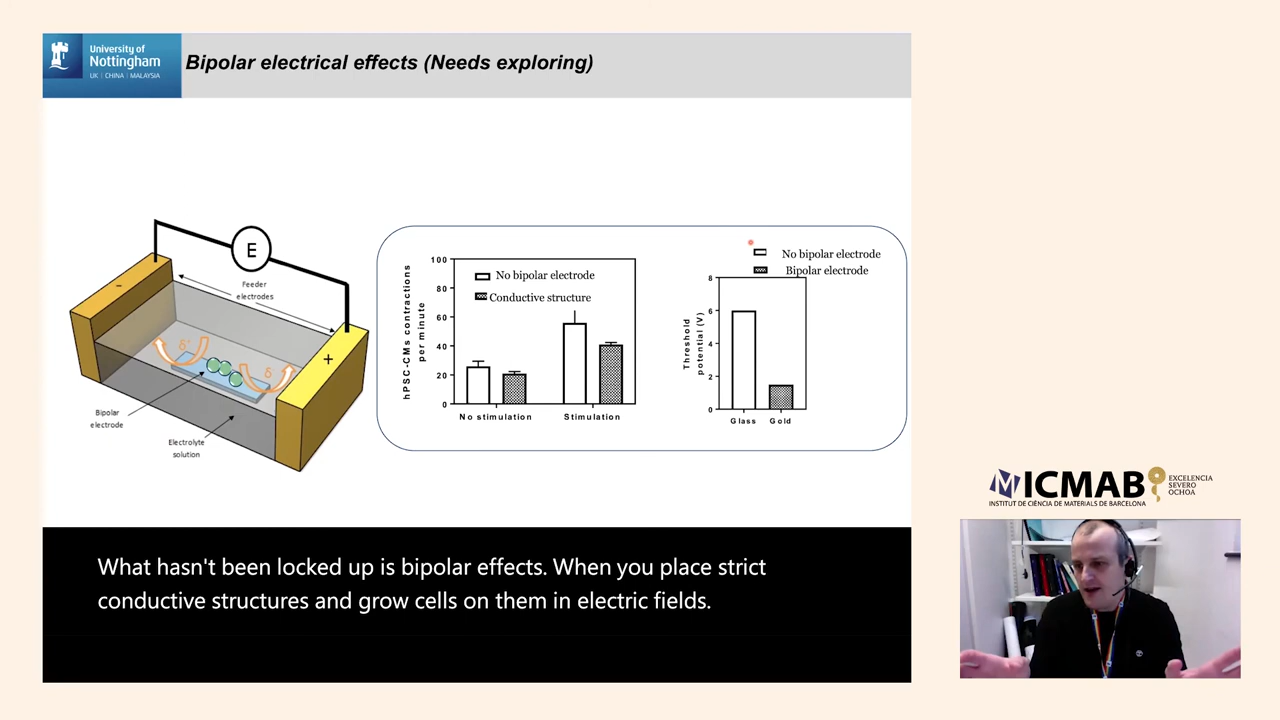 University of
Nottingham
UK | CHINA | MALAYSIA
Bipolar electrical effects (Needs exploring)
E
Feeder
electrodes
-
+
δ+
δ-
Bipolar
electrode
Electrolyte
solution
hPSC-CMs contractions
per minute
100
80
60
40
20
0
No bipolar electrode
Conductive structure
No stimulation
Stimulation
No bipolar electrode
Bipolar electrode
Threshold
potential (V)
8
6
4
2
0
Glass
Gold
What hasn't been locked up is bipolar effects. When you place strict
conductive structures and grow cells on them in electric fields.
ICMAB
INSTITUT DE CIÈNCIA DE MATERIALS DE BARCELONA
EXCELENCIA
SEVERO
OCHOA